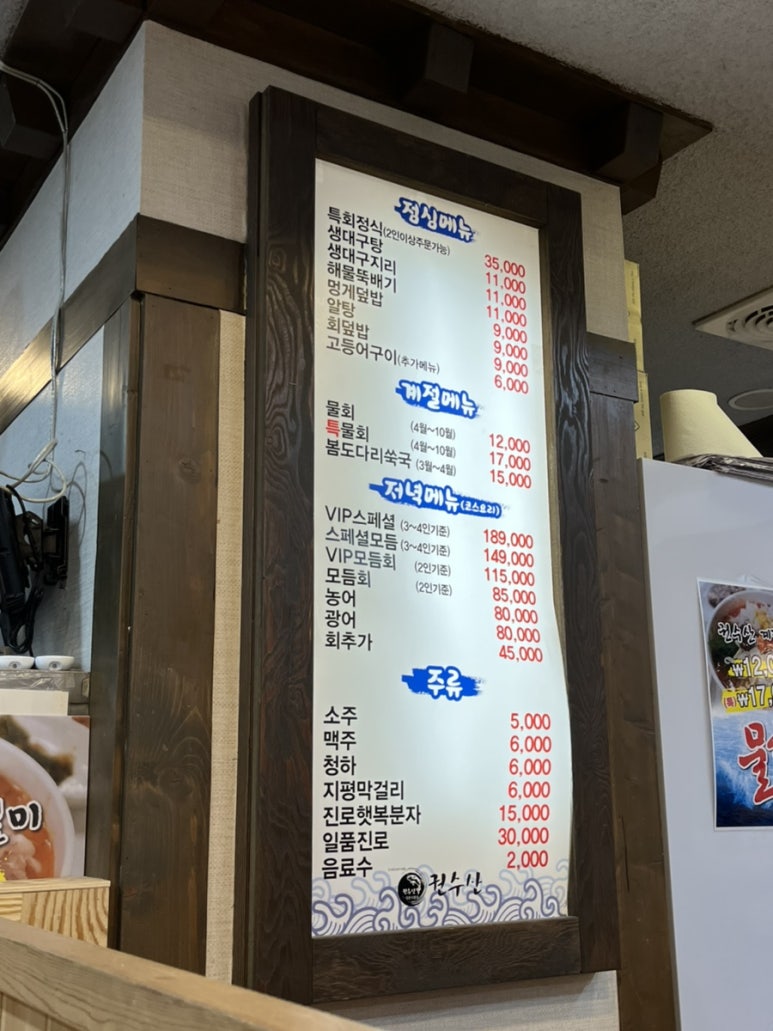 점심메뉴
특회정식(2인이상주문가능) 35,000
생대구탕 11,000
생대구지리 11,000
해물뚝배기 11,000
멍게덮밥 9,000
알탕 9,000
회덮밥 9,000
고등어구이(추가메뉴) 6,000
계절메뉴
물회 (4월~10월) 12,000
특물회 (4월~10월) 17,000
봄도다리쑥국 (3월~4월) 15,000
저녁메뉴(코스요리)
VIP스페셜 (3~4인기준) 189,000
스페셜모듬 (3~4인기준) 149,000
VIP모듬회 (2인기준) 115,000
모듬회 (2인기준) 85,000
농어 80,000
광어 80,000
회추가 45,000
주류
소주 5,000
맥주 6,000
청하 6,000
지평막걸리 6,000
진로햇복분자 15,000
일품진로 30,000
음료수 2,000
권수산
권수산
₩12,0
(특)₩17,
물
미